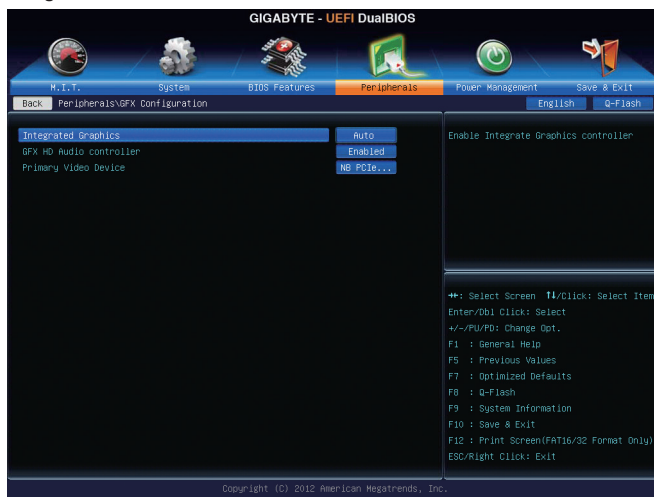 GIGABYTE - UEFI DualBIOS
M.I.T. System BIOS Features Peripherals Power Management Save & Exit
Back Peripherals\GFX Configuration English Q-Flash
Integrated Graphics Auto
GFX HD Audio controller Enabled
Primary Video Device NB PCIe...
Enable Integrate Graphics controller
→←: Select Screen ↑↓/Click: Select Item
Enter/Dbl Click: Select
+/-/PU/PD: Change Opt.
F1 : General Help
F5 : Previous Values
F7 : Optimized Defaults
F8 : Q-Flash
F9 : System Information
F10 : Save & Exit
F12 : Print Screen(FAT16/32 Format Only)
ESC/Right Click: Exit
Copyright (C) 2012 American Megatrends, Inc.